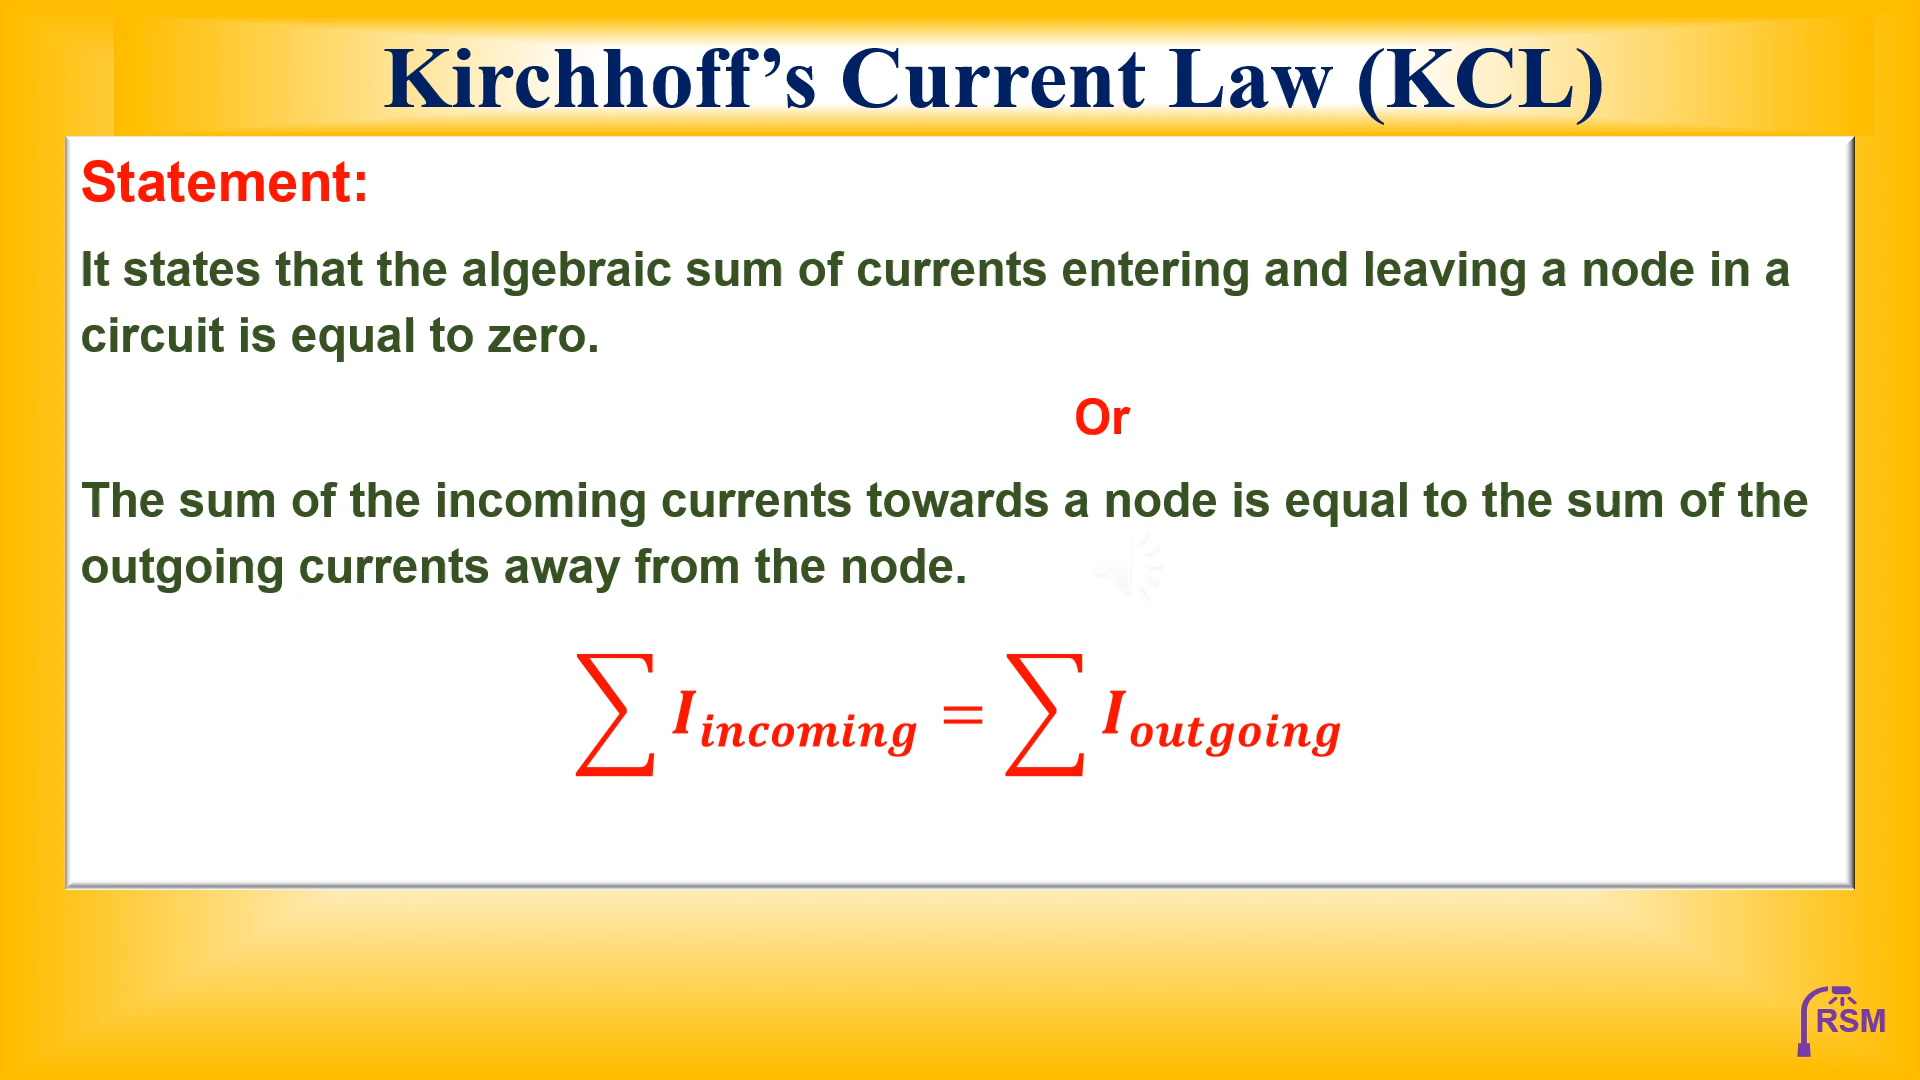 Kirchhoff’s Current Law (KCL)
Statement:
It states that the algebraic sum of currents entering and leaving a node in a
circuit is equal to zero.
Or
The sum of the incoming currents towards a node is equal to the sum of the
outgoing currents away from the node.
∑ I_incoming = ∑ I_outgoing
RSM